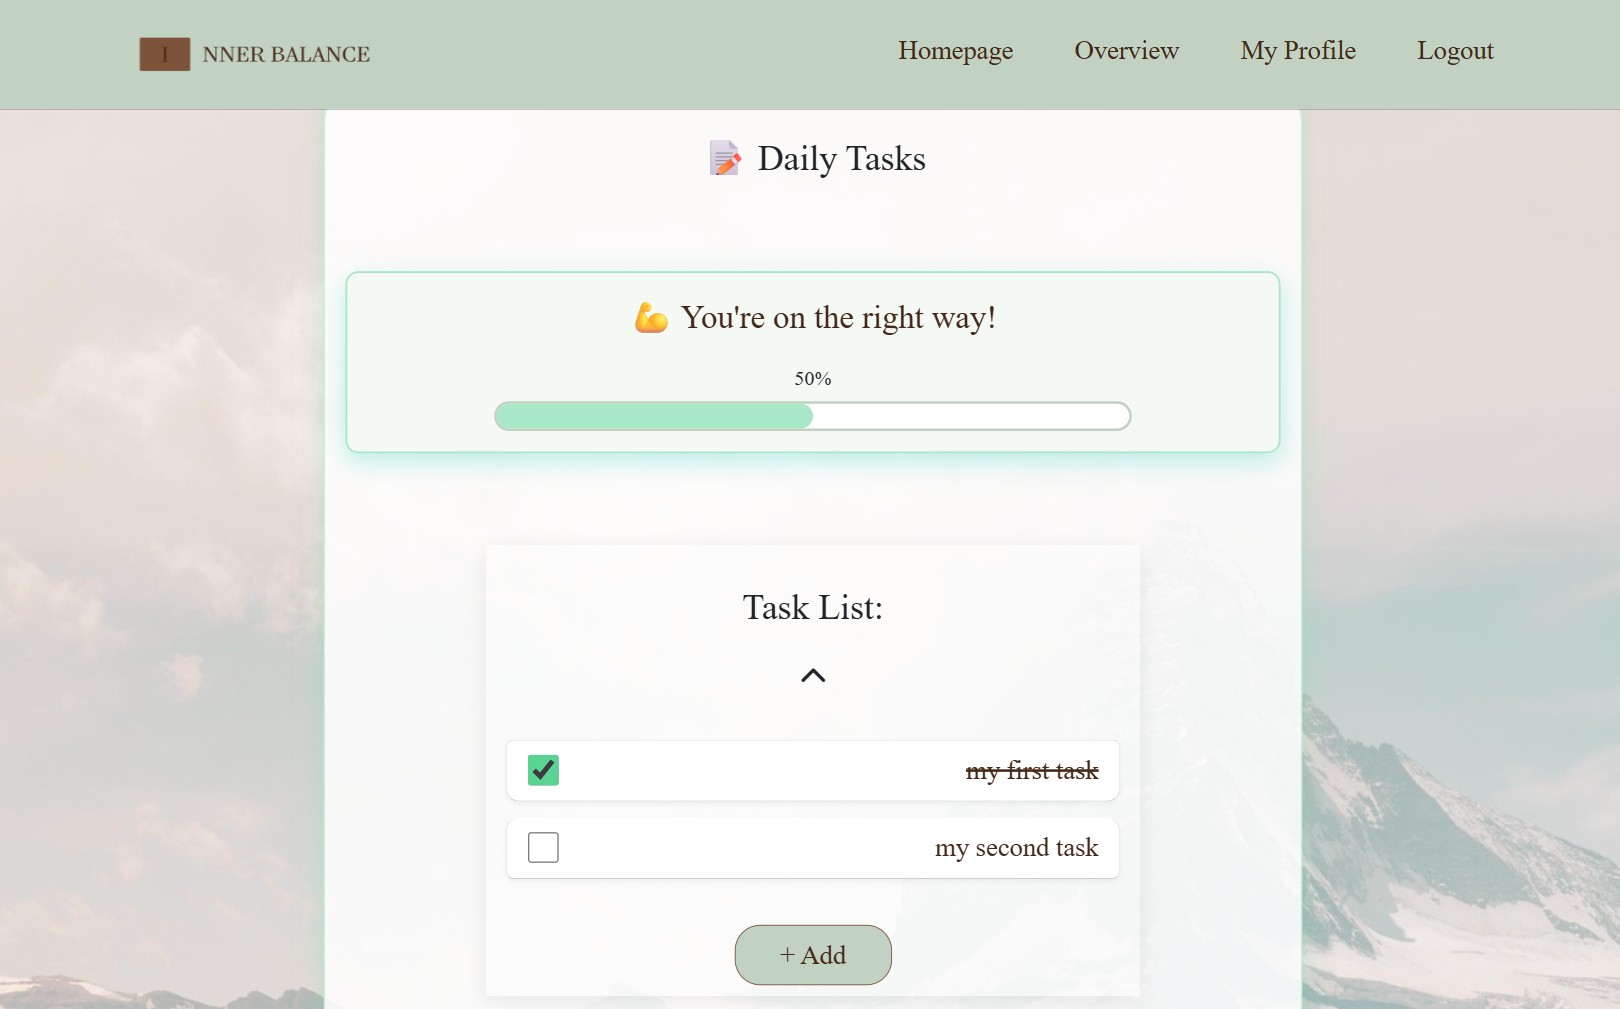 INNER BALANCE
Homepage Overview My Profile Logout
Daily Tasks
You're on the right way!
50%
Task List:
my first task
my second task
+ Add